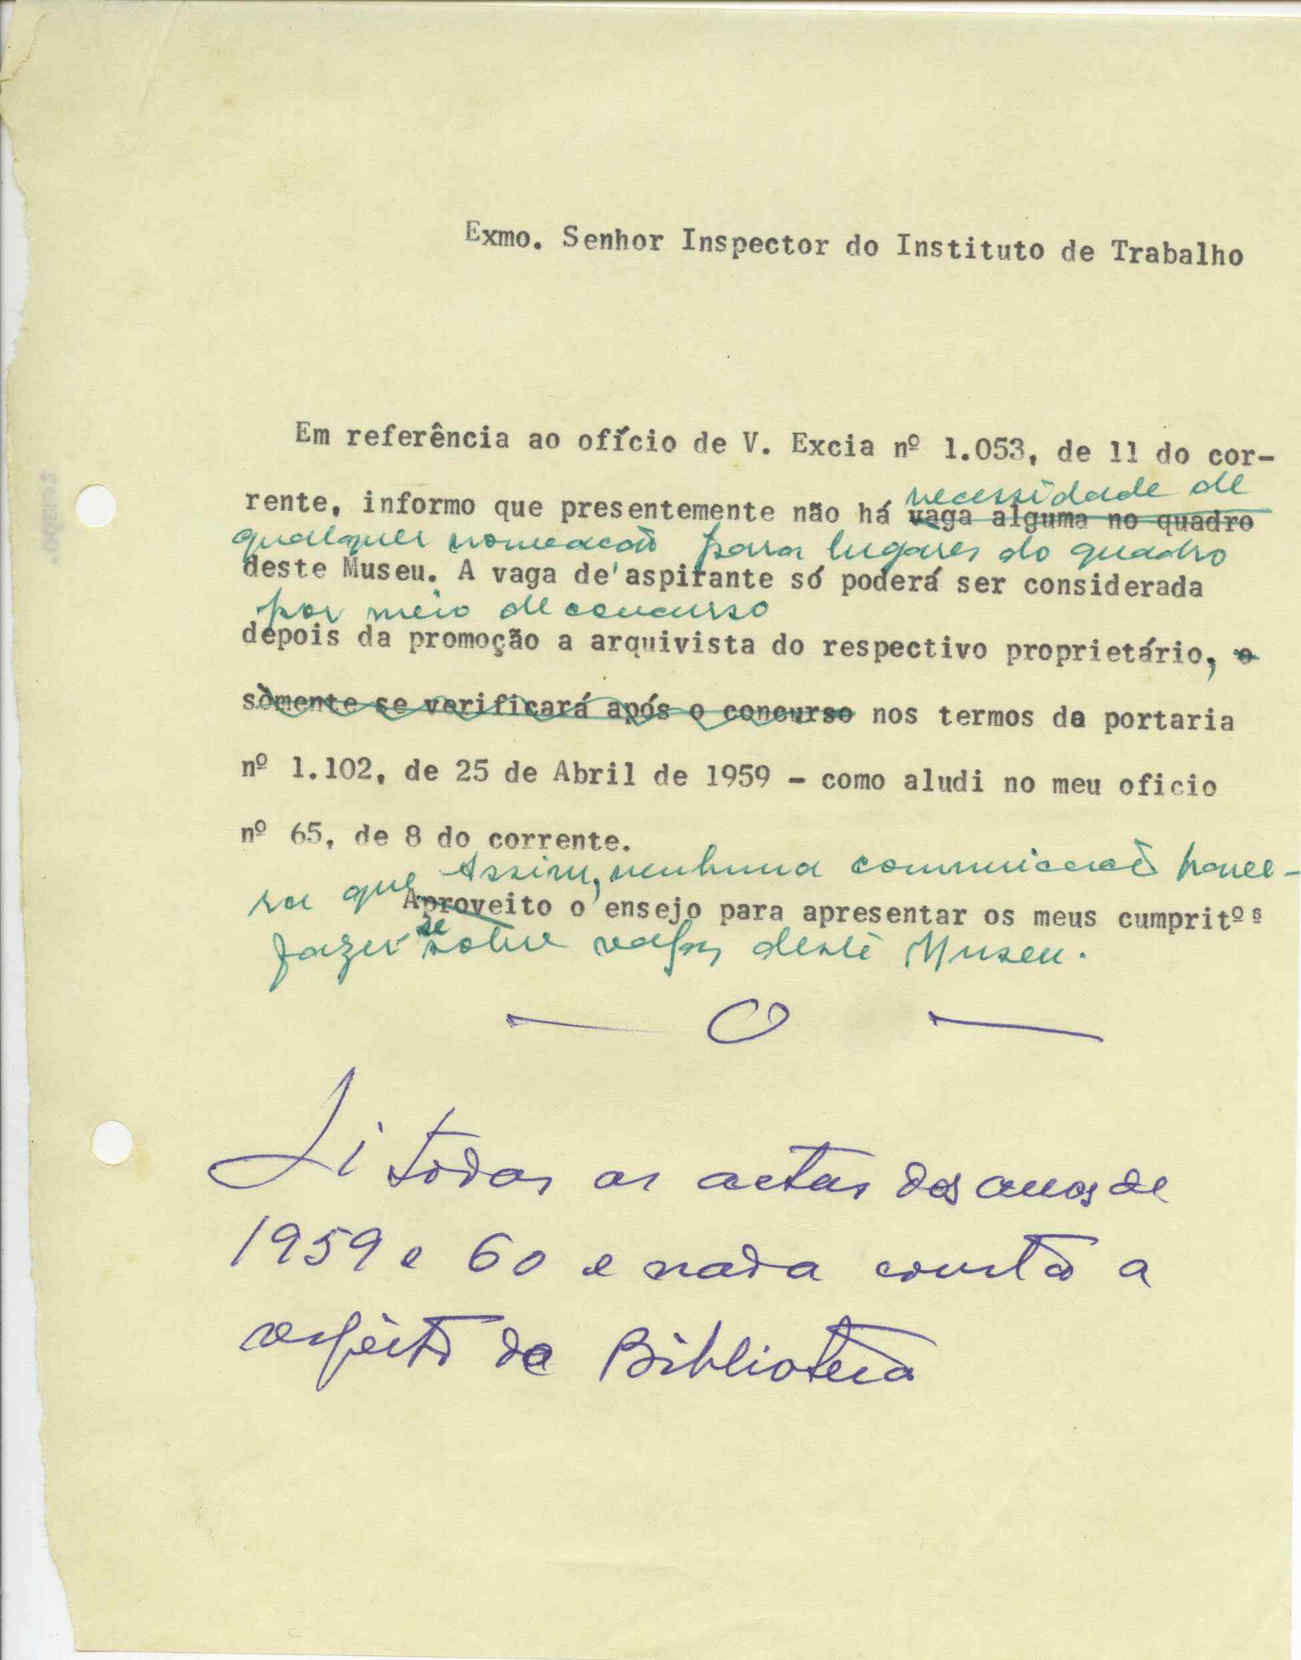 Exmo. Senhor Inspector do Instituto de Trabalho
Em referência ao ofício de V. Excia nº 1.053, de 11 do cor-
necessidade de
rente, informo que presentemente não há vaga alguma no quadro
qualquer nomeação para lugares do quadro
deste Museu. A vaga de aspirante só poderá ser considerada
por meio de concurso
depois da promoção a arquivista do respectivo proprietário, e
sòmente se verificará após o concurso nos termos da portaria
nº 1.102, de 25 de Abril de 1959 - como aludi no meu oficio
nº 65, de 8 do corrente.
Assim, nenhuma comunicação have-
rá que
Aproveito o ensejo para apresentar os meus cumpritºs
fazer-se sobre vagas deste Museu.
O
Li todas as actas dos anos de
1959 e 60 e nada consta a
respeito da Biblioteca